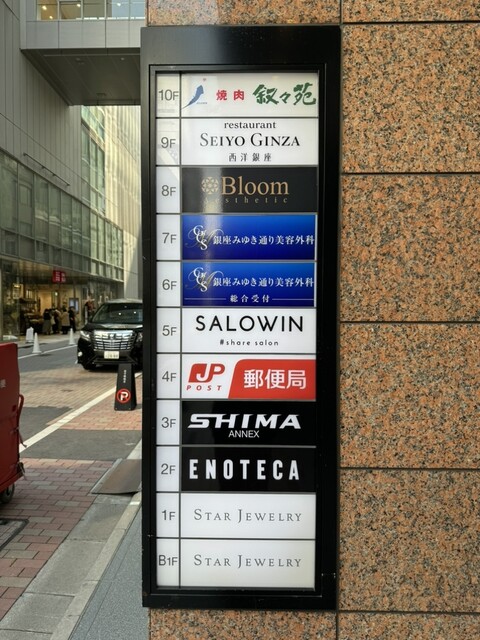 10F 焼肉 叙々苑
9F restaurant
SEIYO GINZA
西洋銀座
8F Bloom
aesthetic
7F GMCS 銀座みゆき通り美容外科
6F GMCS 銀座みゆき通り美容外科
総合受付
5F SALOWIN
#share salon
4F JP POST 郵便局
3F SHIMA
ANNEX
2F ENOTECA
1F STAR JEWELRY
B1F STAR JEWELRY
P